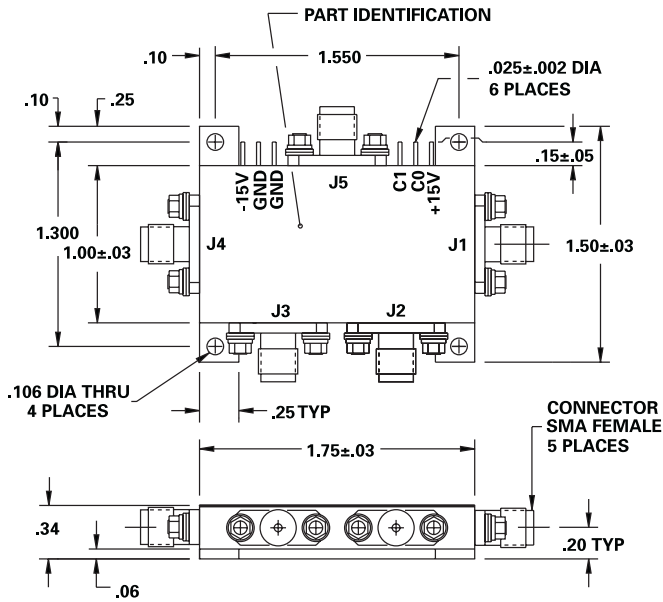 PART IDENTIFICATION
.10
1.550
.025±.002 DIA
6 PLACES
.10
.25
.15±.05
-15V
GND
GND
J5
C1
C0
+15V
1.300
1.00±.03
J4
J1
1.50±.03
J3
J2
.106 DIA THRU
4 PLACES
.25 TYP
CONNECTOR
SMA FEMALE
5 PLACES
1.75±.03
.34
.20 TYP
.06